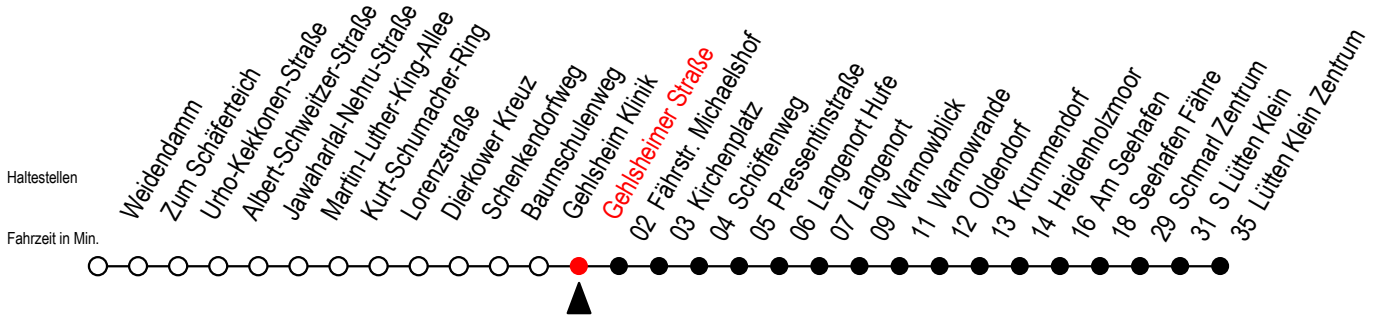 Haltestellen
Fahrzeit in Min.
Weidendamm
Zum Schäferteich
Urho-Kekkonen-Straße
Albert-Schweitzer-Straße
Jawaharlal-Nehru-Straße
Martin-Luther-King-Allee
Kurt-Schumacher-Ring
Lorenzstraße
Dierkower Kreuz
Schenkendorfweg
Baumschulenweg
Gehlsheim Klinik
Gehlsheimer Straße
02 Fährstr. Michaelshof
03 Kirchenplatz
04 Schöffenweg
05 Pressentinstraße
06 Langenort Hufe
07 Langenort
09 Warnowblick
11 Warnowrande
12 Oldendorf
13 Krummendorf
14 Heidenholzmoor
16 Am Seehafen
18 Seehafen Fähre
29 Schmarl Zentrum
31 S Lütten Klein
35 Lütten Klein Zentrum